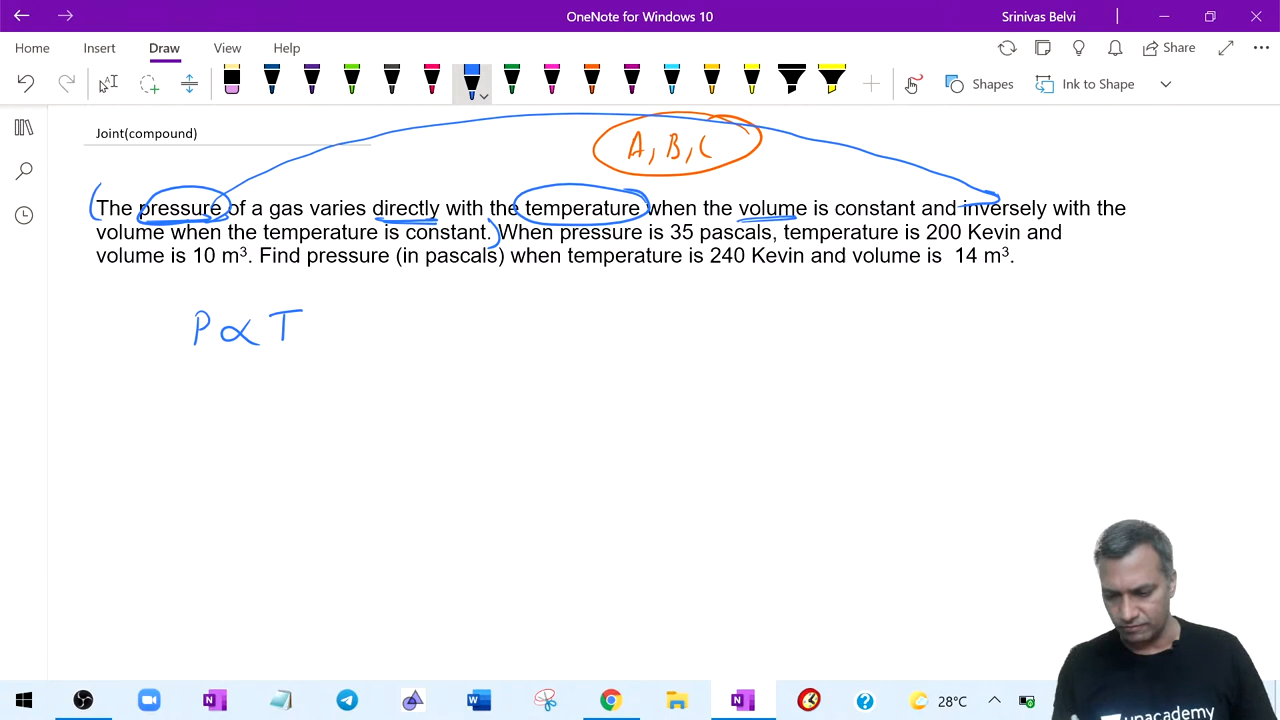 OneNote for Windows 10
Srinivas Belvi
Home Insert Draw View Help
Share
Shapes
Ink to Shape
Joint(compound)
A, B, C
The pressure of a gas varies directly with the temperature when the volume is constant and inversely with the
volume when the temperature is constant. When pressure is 35 pascals, temperature is 200 Kevin and
volume is 10 m³. Find pressure (in pascals) when temperature is 240 Kevin and volume is 14 m³.
P ∝ T
28°C
unacademy